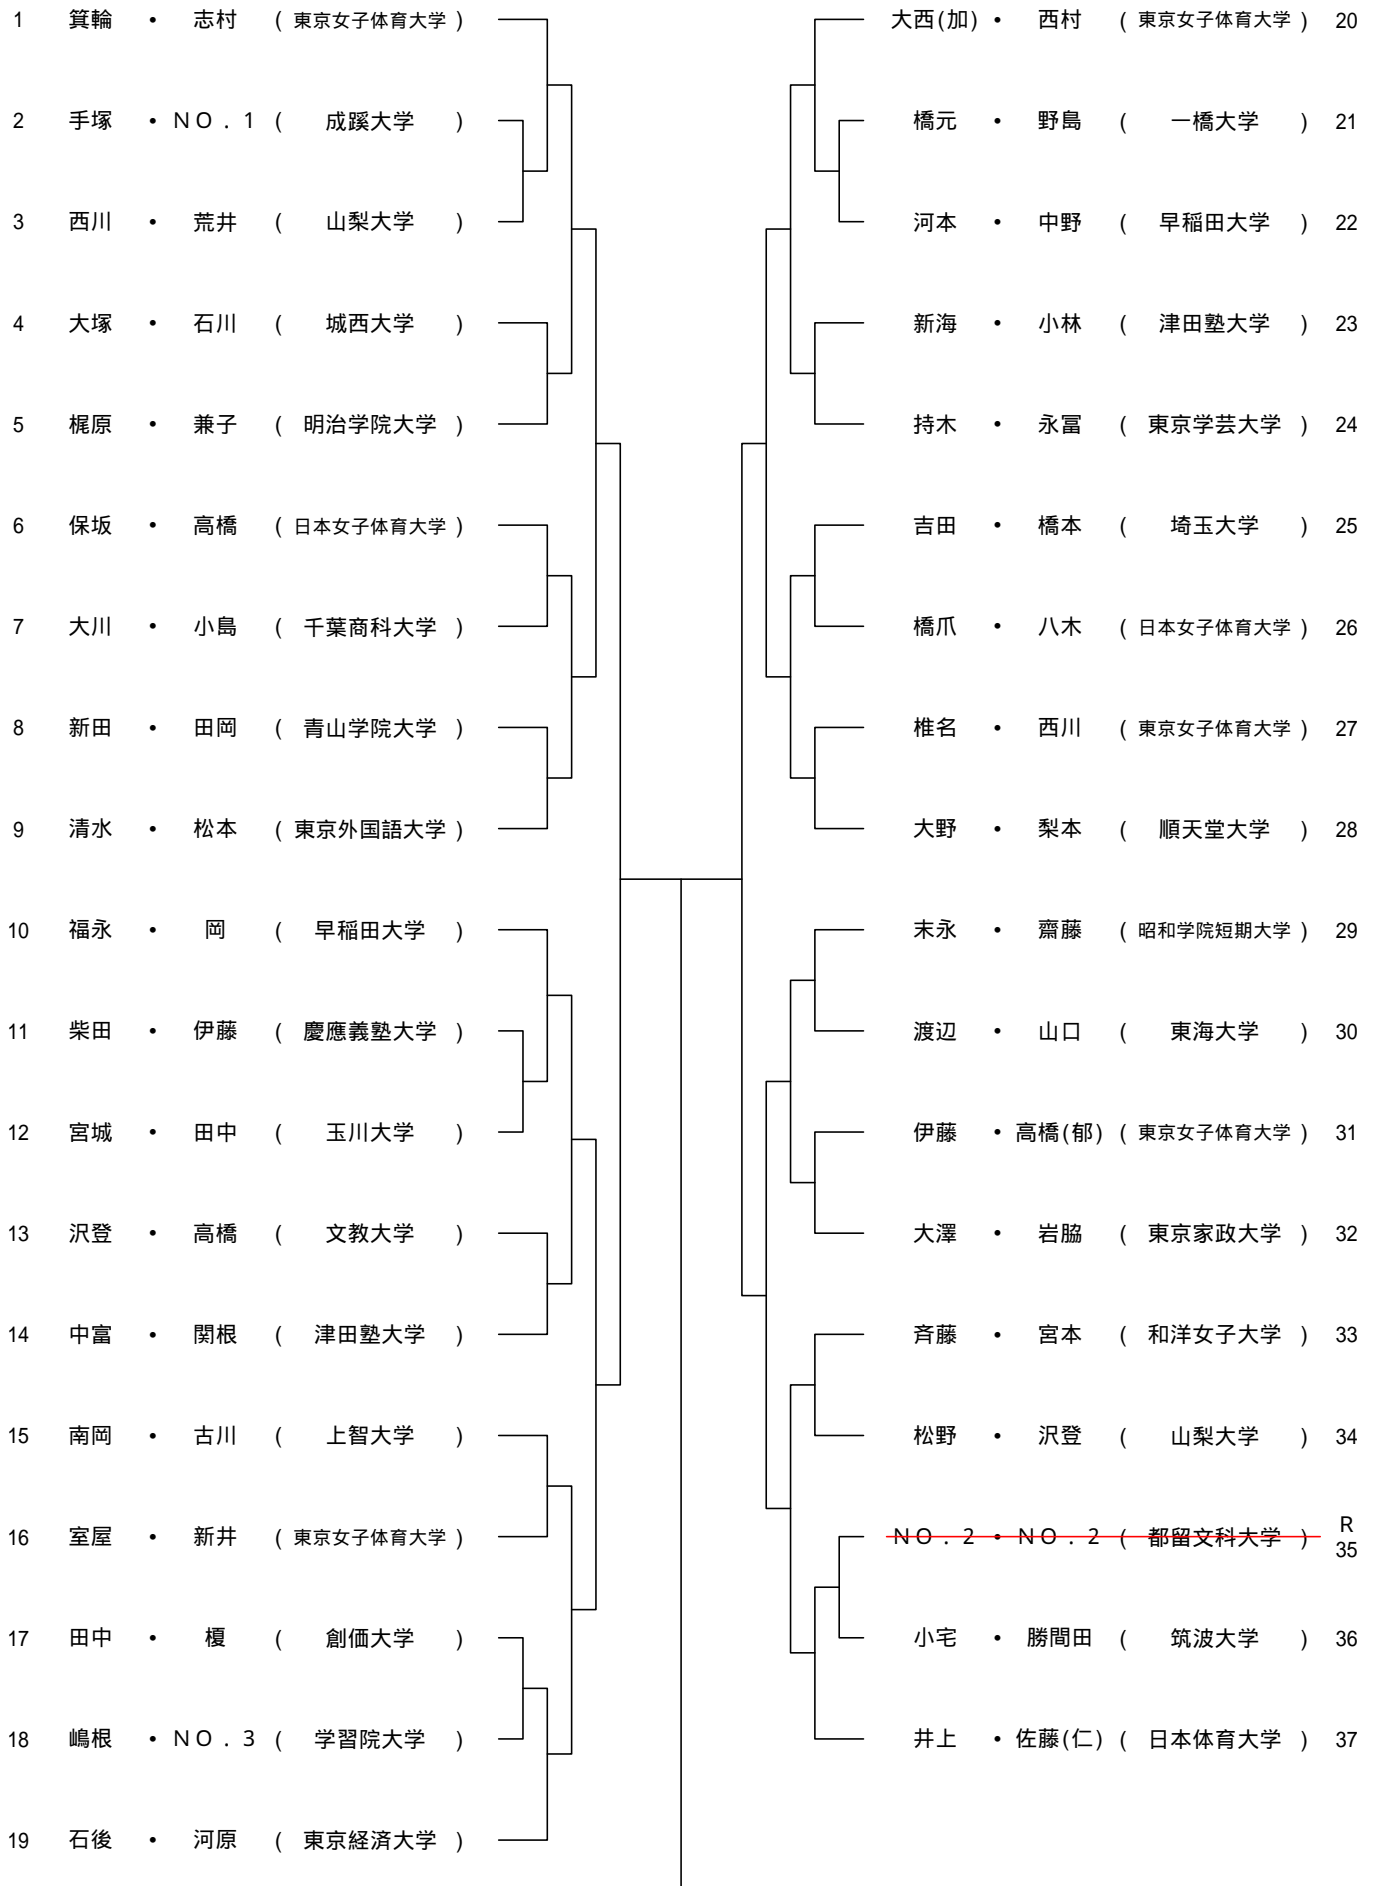 1 箕輪 • 志村 ( 東京女子体育大学 )
2 手塚 • NO.1 ( 成蹊大学 )
3 西川 • 荒井 ( 山梨大学 )
4 大塚 • 石川 ( 城西大学 )
5 梶原 • 兼子 ( 明治学院大学 )
6 保坂 • 高橋 ( 日本女子体育大学 )
7 大川 • 小島 ( 千葉商科大学 )
8 新田 • 田岡 ( 青山学院大学 )
9 清水 • 松本 ( 東京外国語大学 )
10 福永 • 岡 ( 早稲田大学 )
11 柴田 • 伊藤 ( 慶應義塾大学 )
12 宮城 • 田中 ( 玉川大学 )
13 沢登 • 高橋 ( 文教大学 )
14 中富 • 関根 ( 津田塾大学 )
15 南岡 • 古川 ( 上智大学 )
16 室屋 • 新井 ( 東京女子体育大学 )
17 田中 • 榎 ( 創価大学 )
18 嶋根 • NO.3 ( 学習院大学 )
19 石後 • 河原 ( 東京経済大学 )
大西(加) • 西村 ( 東京女子体育大学 ) 20
橋元 • 野島 ( 一橋大学 ) 21
河本 • 中野 ( 早稲田大学 ) 22
新海 • 小林 ( 津田塾大学 ) 23
持木 • 永冨 ( 東京学芸大学 ) 24
吉田 • 橋本 ( 埼玉大学 ) 25
橋爪 • 八木 ( 日本女子体育大学 ) 26
椎名 • 西川 ( 東京女子体育大学 ) 27
大野 • 梨本 ( 順天堂大学 ) 28
末永 • 齋藤 ( 昭和学院短期大学 ) 29
渡辺 • 山口 ( 東海大学 ) 30
伊藤 • 高橋(郁) ( 東京女子体育大学 ) 31
大澤 • 岩脇 ( 東京家政大学 ) 32
斉藤 • 宮本 ( 和洋女子大学 ) 33
松野 • 沢登 ( 山梨大学 ) 34
NO.2 • NO.2 ( 都留文科大学 ) R 35
小宅 • 勝間田 ( 筑波大学 ) 36
井上 • 佐藤(仁) ( 日本体育大学 ) 37